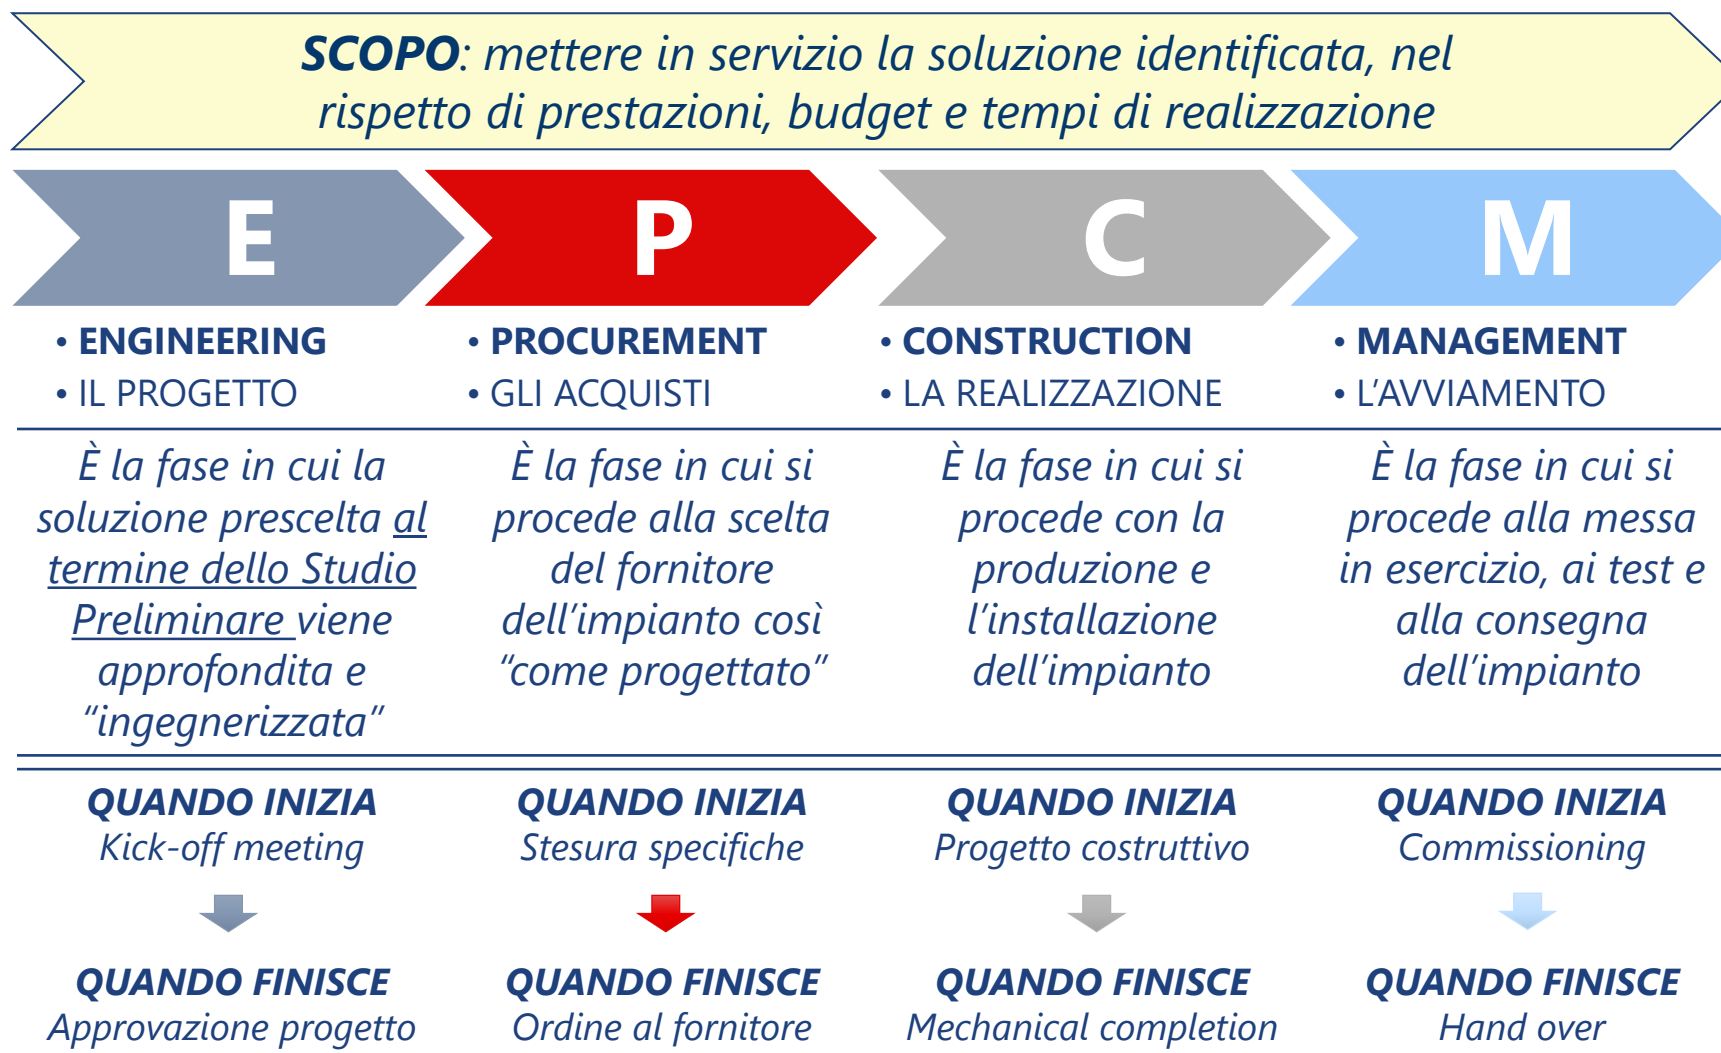 SCOPO: mettere in servizio la soluzione identificata, nel
rispetto di prestazioni, budget e tempi di realizzazione
E
P
C
M
• ENGINEERING
• IL PROGETTO
• PROCUREMENT
• GLI ACQUISTI
• CONSTRUCTION
• LA REALIZZAZIONE
• MANAGEMENT
• L’AVVIAMENTO
È la fase in cui la
soluzione prescelta al
termine dello Studio
Preliminare viene
approfondita e
“ingegnerizzata”
È la fase in cui si
procede alla scelta
del fornitore
dell’impianto così
“come progettato”
È la fase in cui si
procede con la
produzione e
l’installazione
dell’impianto
È la fase in cui si
procede alla messa
in esercizio, ai test e
alla consegna
dell’impianto
QUANDO INIZIA
Kick-off meeting
QUANDO FINISCE
Approvazione progetto
QUANDO INIZIA
Stesura specifiche
QUANDO FINISCE
Ordine al fornitore
QUANDO INIZIA
Progetto costruttivo
QUANDO FINISCE
Mechanical completion
QUANDO INIZIA
Commissioning
QUANDO FINISCE
Hand over